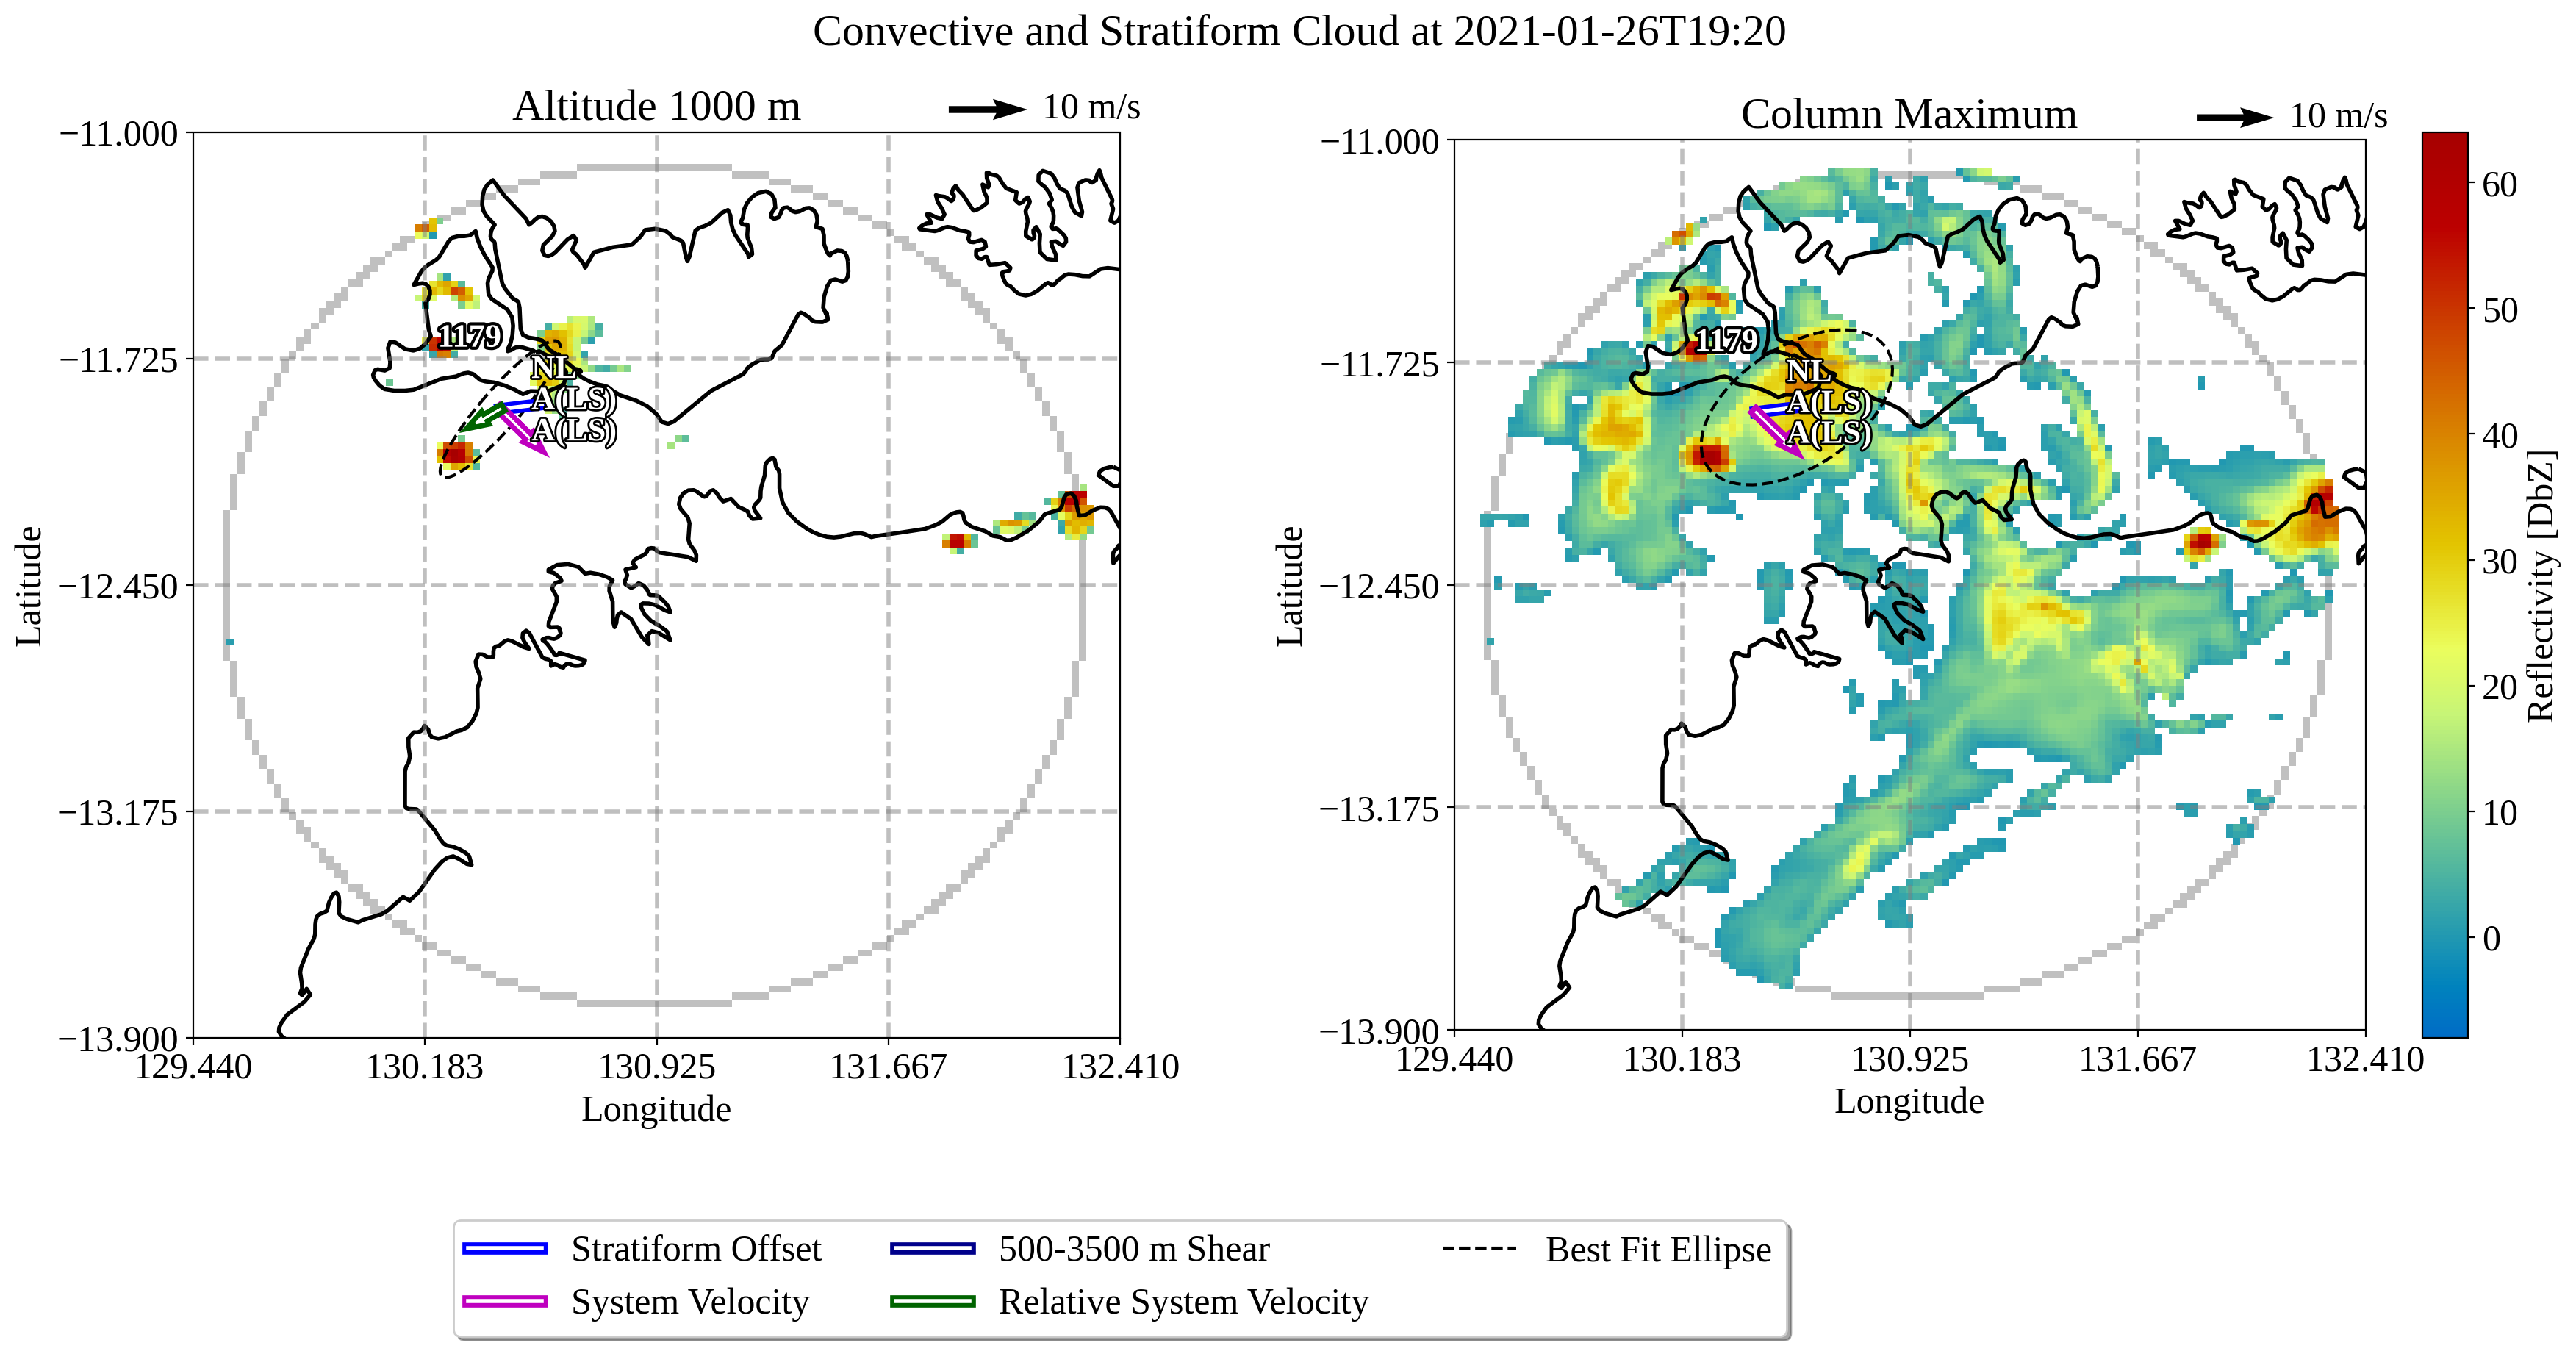 Convective and Stratiform Cloud at 2021-01-26T19:20
Altitude 1000 m
10 m/s
−11.000
−11.725
−12.450
−13.175
−13.900
129.440
130.183
130.925
131.667
132.410
Latitude
Longitude
1179
NL
A(LS)
A(LS)
Column Maximum
10 m/s
−11.000
−11.725
−12.450
−13.175
−13.900
129.440
130.183
130.925
131.667
132.410
Latitude
Longitude
1179
NL
A(LS)
A(LS)
60
50
40
30
20
10
0
Reflectivity [DbZ]
Stratiform Offset
System Velocity
500-3500 m Shear
Relative System Velocity
Best Fit Ellipse